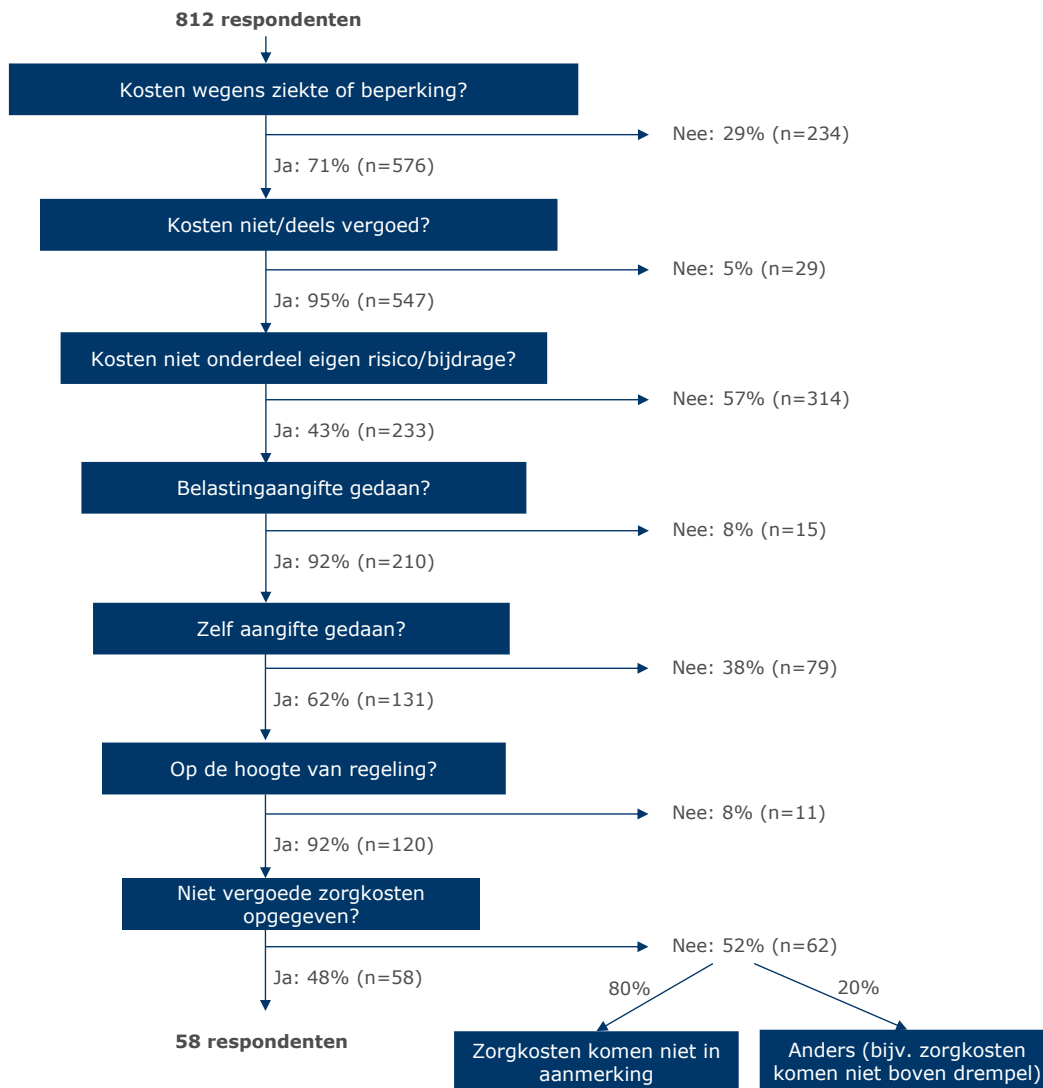 812 respondenten
Kosten wegens ziekte of beperking?
Nee: 29% (n=234)
Ja: 71% (n=576)
Kosten niet/deels vergoed?
Nee: 5% (n=29)
Ja: 95% (n=547)
Kosten niet onderdeel eigen risico/bijdrage?
Nee: 57% (n=314)
Ja: 43% (n=233)
Belastingaangifte gedaan?
Nee: 8% (n=15)
Ja: 92% (n=210)
Zelf aangifte gedaan?
Nee: 38% (n=79)
Ja: 62% (n=131)
Op de hoogte van regeling?
Nee: 8% (n=11)
Ja: 92% (n=120)
Niet vergoede zorgkosten
opgegeven?
Nee: 52% (n=62)
Ja: 48% (n=58)
80%
20%
58 respondenten
Zorgkosten komen niet in
aanmerking
Anders (bijv. zorgkosten
komen niet boven drempel)